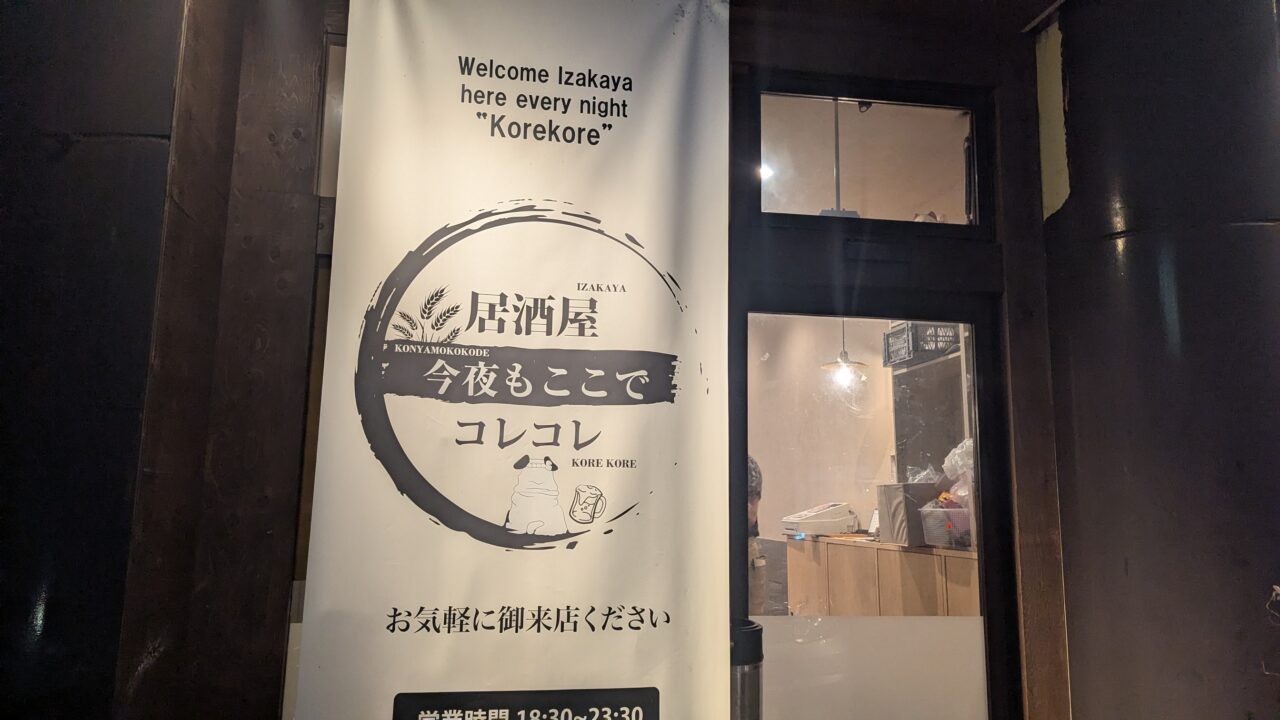 Welcome Izakaya
here every night
"Korekore"
IZAKAYA
居酒屋
KONYAMOKOKODE
今夜もここで
コレコレ
KORE KORE
お気軽に御来店ください
営業時間 18:30~23:30